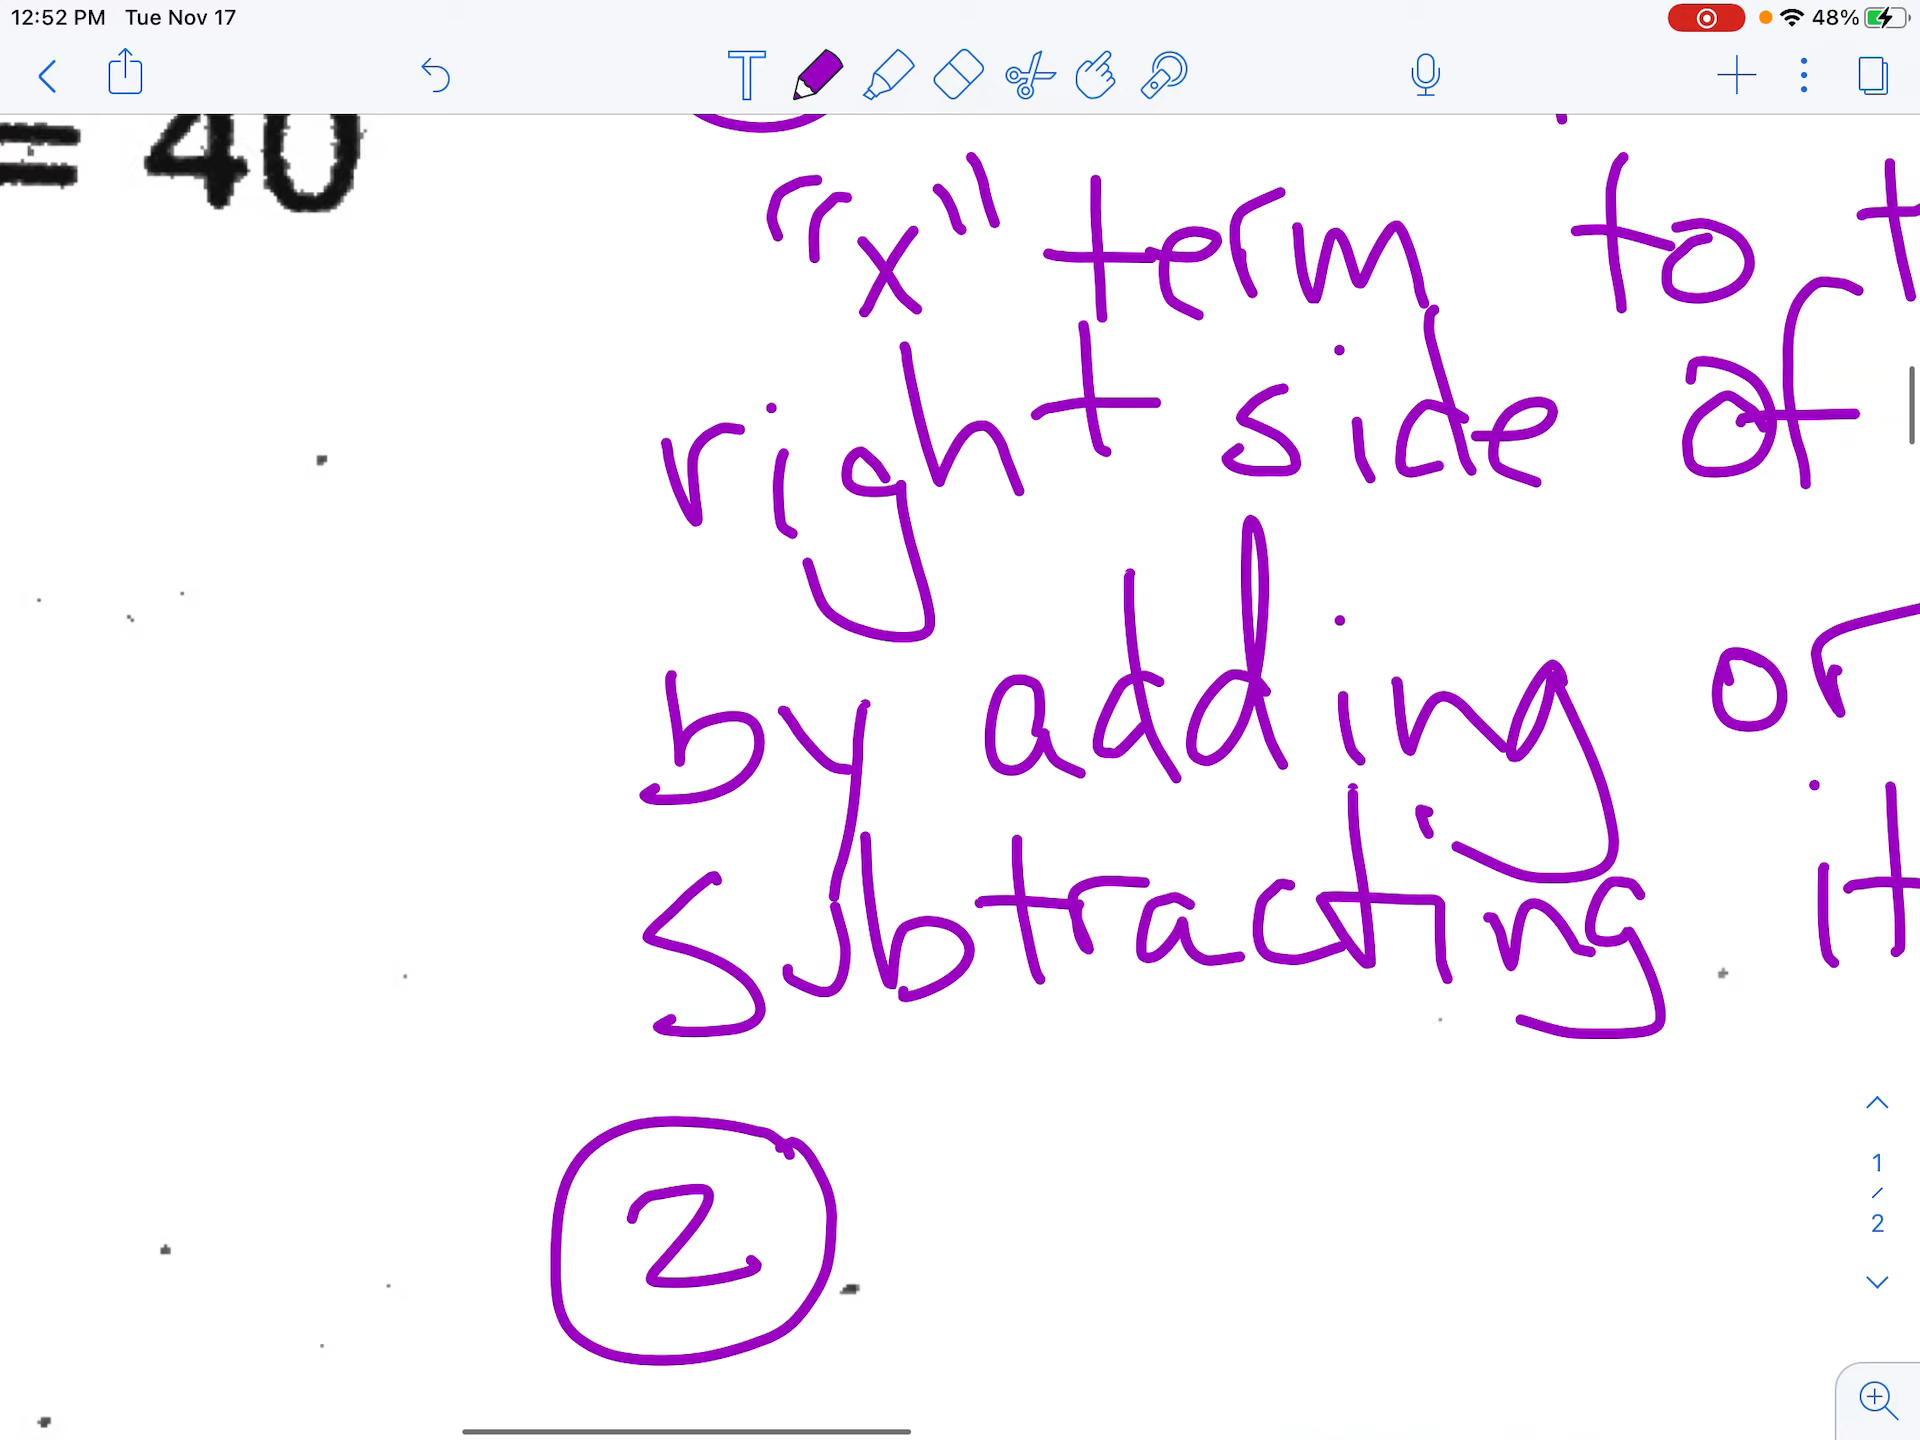 12:52 PM Tue Nov 17 48%
= 40
"x" term to t
right side of
by adding or
subtracting it
2
1
/
2